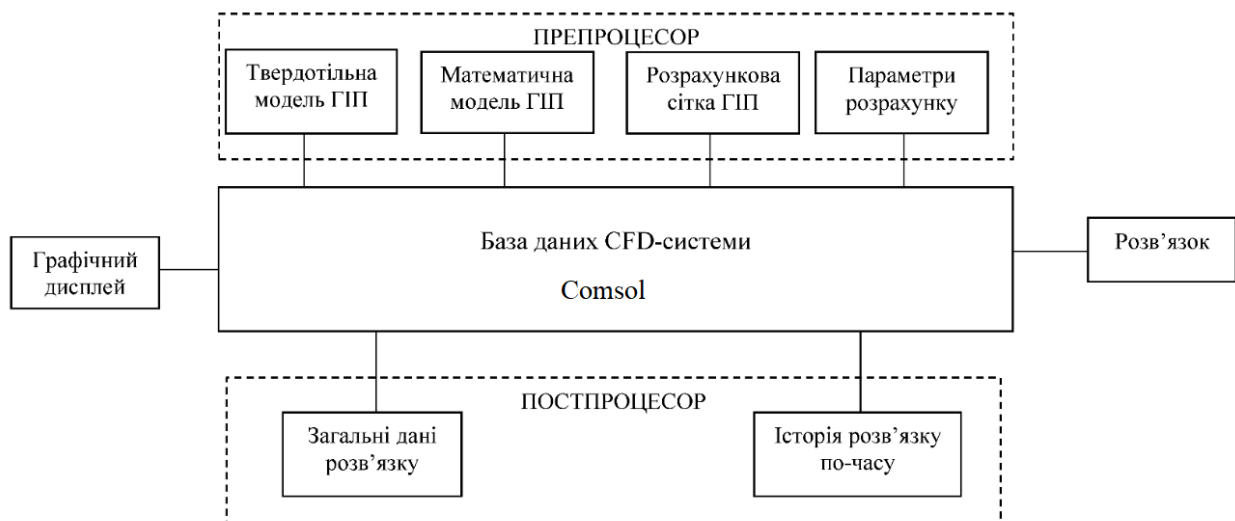 ПРЕПРОЦЕСОР
Твердотільна
модель ГІП
Математична
модель ГІП
Розрахункова
сітка ГІП
Параметри
розрахунку
База даних CFD-системи
Comsol
Графічний
дисплей
Розв’язок
ПОСТПРОЦЕСОР
Загальні дані
розв’язку
Історія розв’язку
по-часу